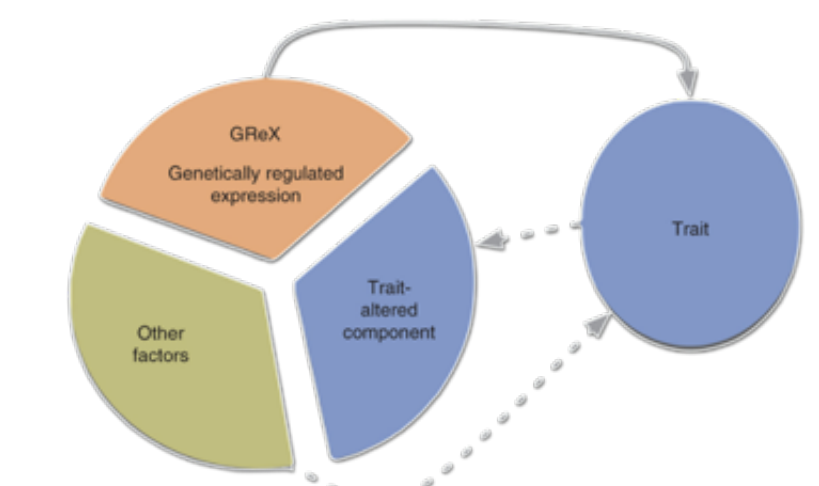 GReX
Genetically regulated
expression
Trait-
altered
component
Other
factors
Trait